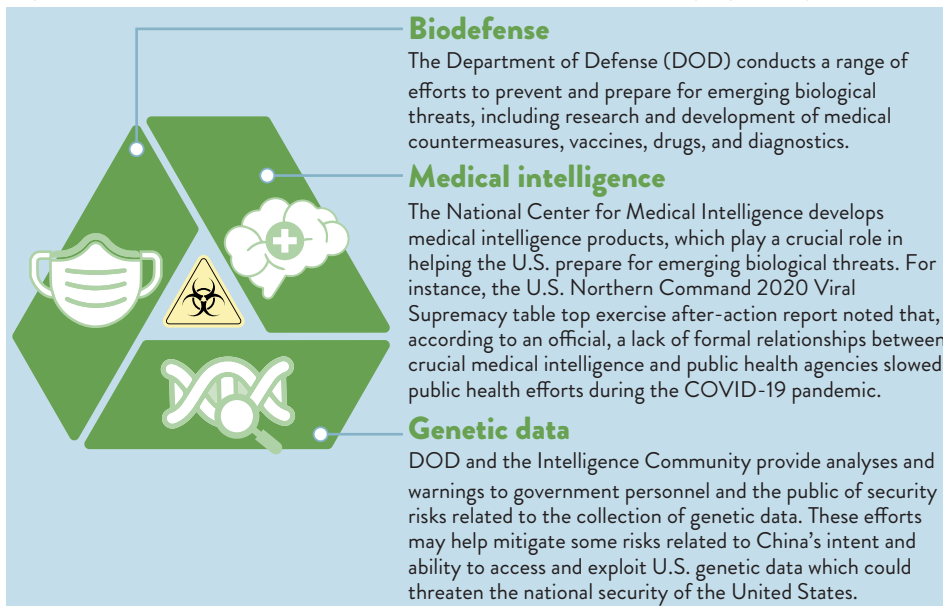 Biodefense
The Department of Defense (DOD) conducts a range of
efforts to prevent and prepare for emerging biological
threats, including research and development of medical
countermeasures, vaccines, drugs, and diagnostics.
Medical intelligence
The National Center for Medical Intelligence develops
medical intelligence products, which play a crucial role in
helping the U.S. prepare for emerging biological threats. For
instance, the U.S. Northern Command 2020 Viral
Supremacy table top exercise after-action report noted that,
according to an official, a lack of formal relationships between
crucial medical intelligence and public health agencies slowed
public health efforts during the COVID-19 pandemic.
Genetic data
DOD and the Intelligence Community provide analyses and
warnings to government personnel and the public of security
risks related to the collection of genetic data. These efforts
may help mitigate some risks related to China's intent and
ability to access and exploit U.S. genetic data which could
threaten the national security of the United States.